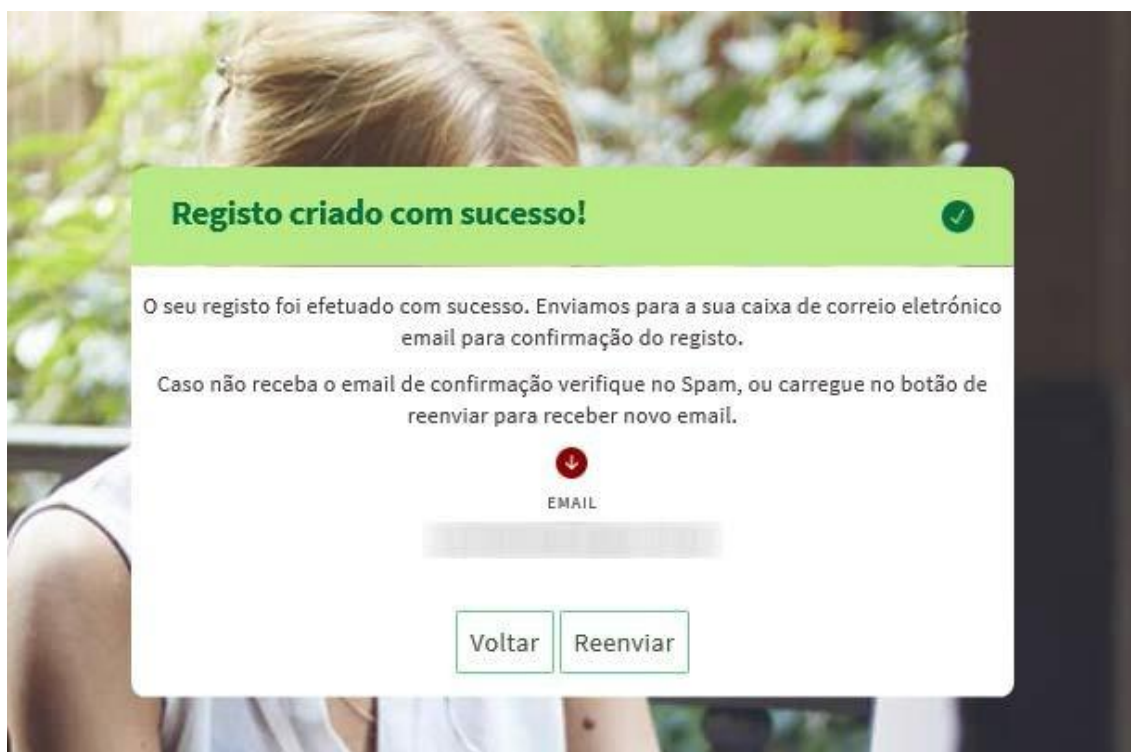 Registo criado com sucesso!
O seu registo foi efetuado com sucesso. Enviamos para a sua caixa de correio eletrónico
email para confirmação do registo.
Caso não receba o email de confirmação verifique no Spam, ou carregue no botão de
reenviar para receber novo email.
EMAIL
Voltar Reenviar